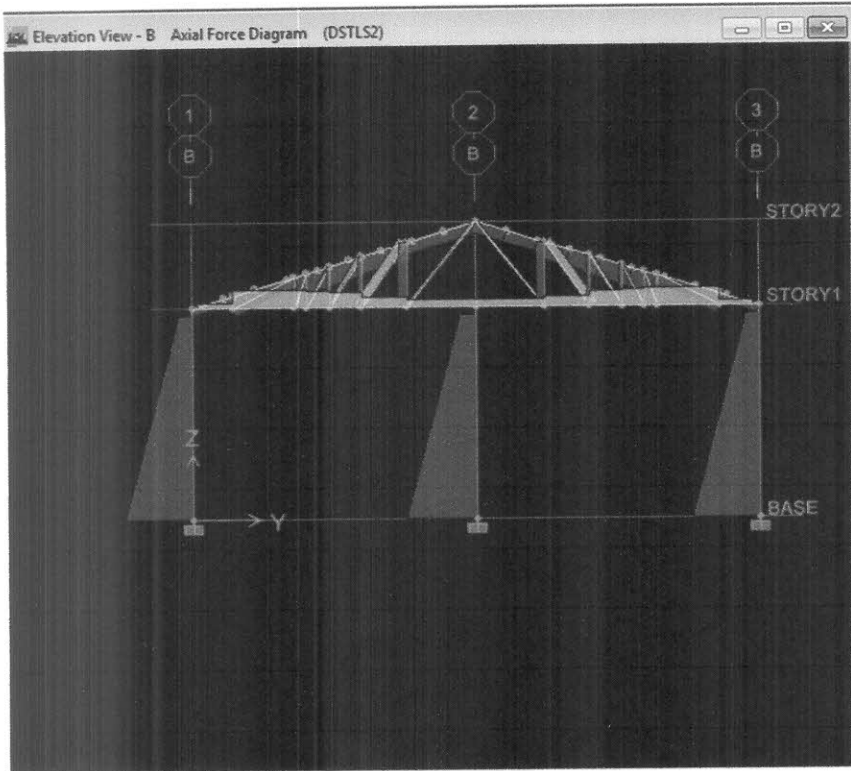 Elevation View - B Axial Force Diagram (DSTLS2)
1 2 3
B B B
STORY2
STORY1
Z
BASE
Y